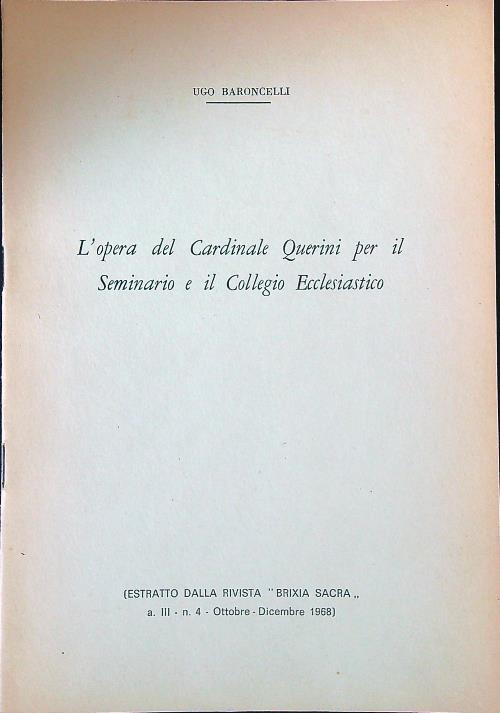 UGO BARONCELLI
L'opera del Cardinale Querini per il
Seminario e il Collegio Ecclesiastico
(ESTRATTO DALLA RIVISTA " BRIXIA SACRA „
a. III - n. 4 - Ottobre - Dicembre 1968)